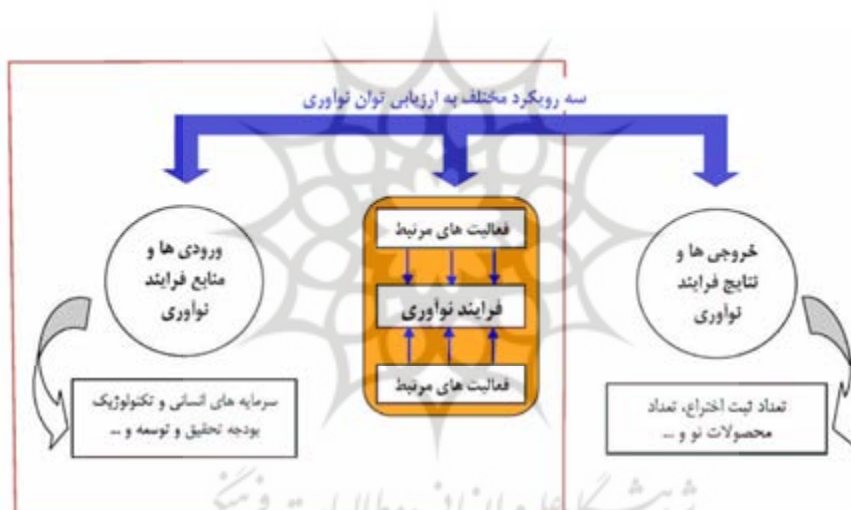 سه رویکرد مختلف به ارزیابی توان نوآوری
خروجی ها و
نتایج فرایند
نوآوری
تعداد ثبت اختراع، تعداد
محصولات نو و ...
فعالیت های مرتبط
فرایند نوآوری
فعالیت های مرتبط
ورودی ها و
منابع فرایند
نوآوری
سرمایه های انسانی و تکنولوژیک
بودجه تحقیق و توسعه و ...